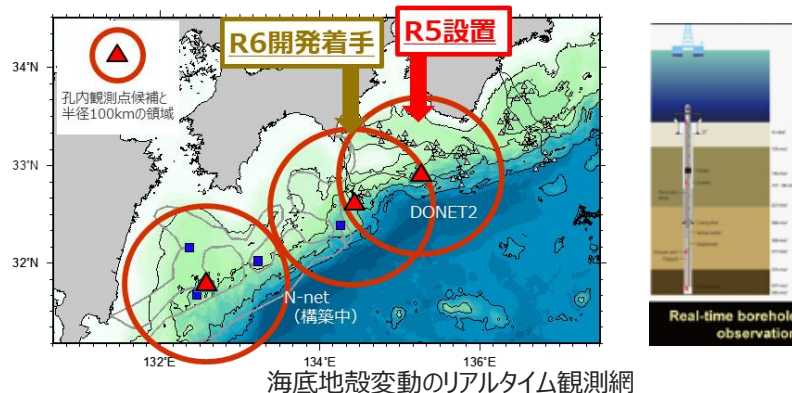 R6開発着手
R5設置
孔内観測点候補と
半径100kmの領域
34°N
33°N
32°N
DONET2
N-net
（構築中）
132°E
134°E
136°E
海底地殻変動のリアルタイム観測網
Real-time borehole
observation